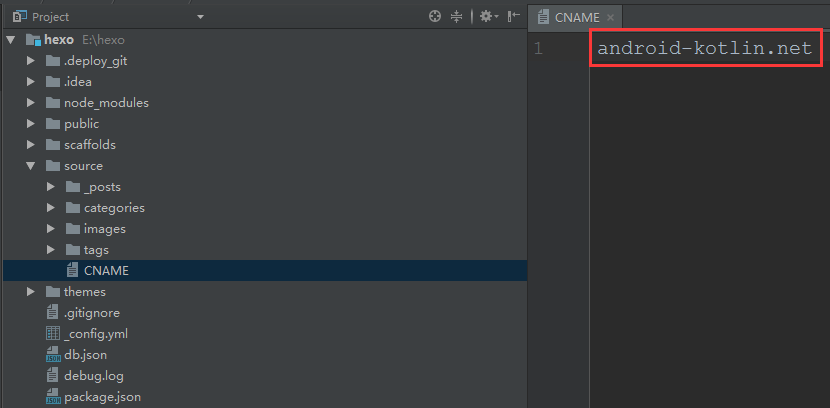 Project
CNAME
1 android-kotlin.net
hexo E:\hexo
.deploy_git
.idea
node_modules
public
scaffolds
source
_posts
categories
images
tags
CNAME
themes
.gitignore
_config.yml
db.json
debug.log
package.json